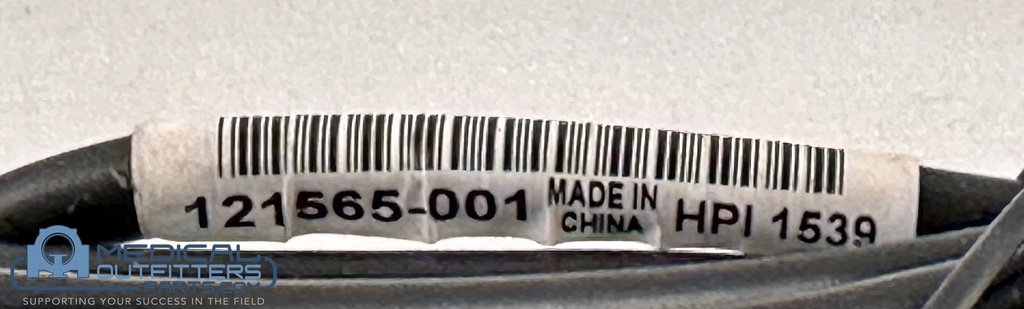 121565-001 MADE IN CHINA HPI 1539
MEDICAL
OUTFITTERS
PARTS.COM
SUPPORTING YOUR SUCCESS IN THE FIELD